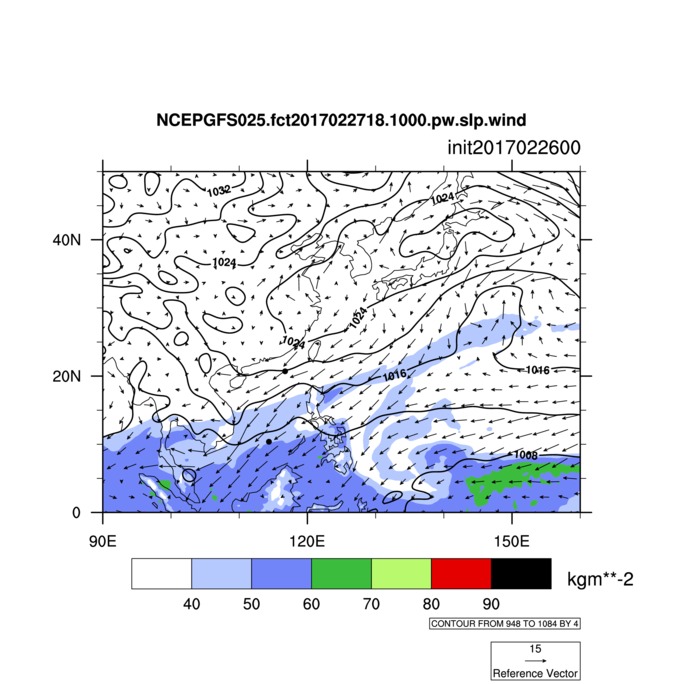 NCEPGFS025.fct2017022718.1000.pw.slp.wind
init2017022600
1032
1024
40N
1024
1024
1024
20N
1016
1016
1008
0
90E 120E 150E
40 50 60 70 80 90
kgm**-2
CONTOUR FROM 948 TO 1084 BY 4
15
Reference Vector